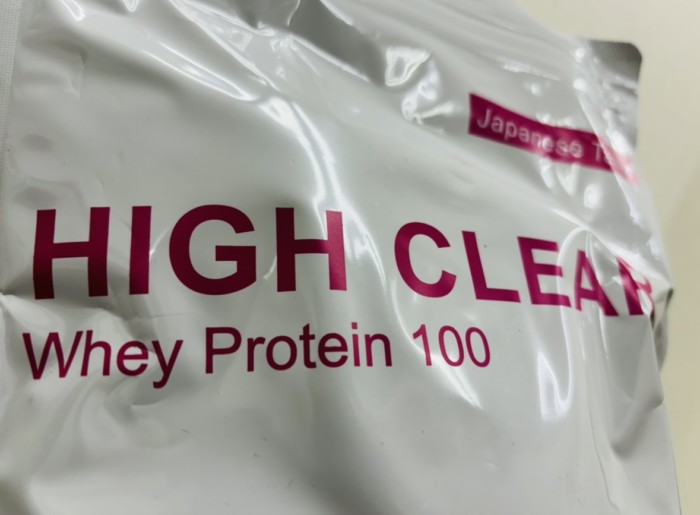 Japanese
HIGH CLEAR
Whey Protein 100